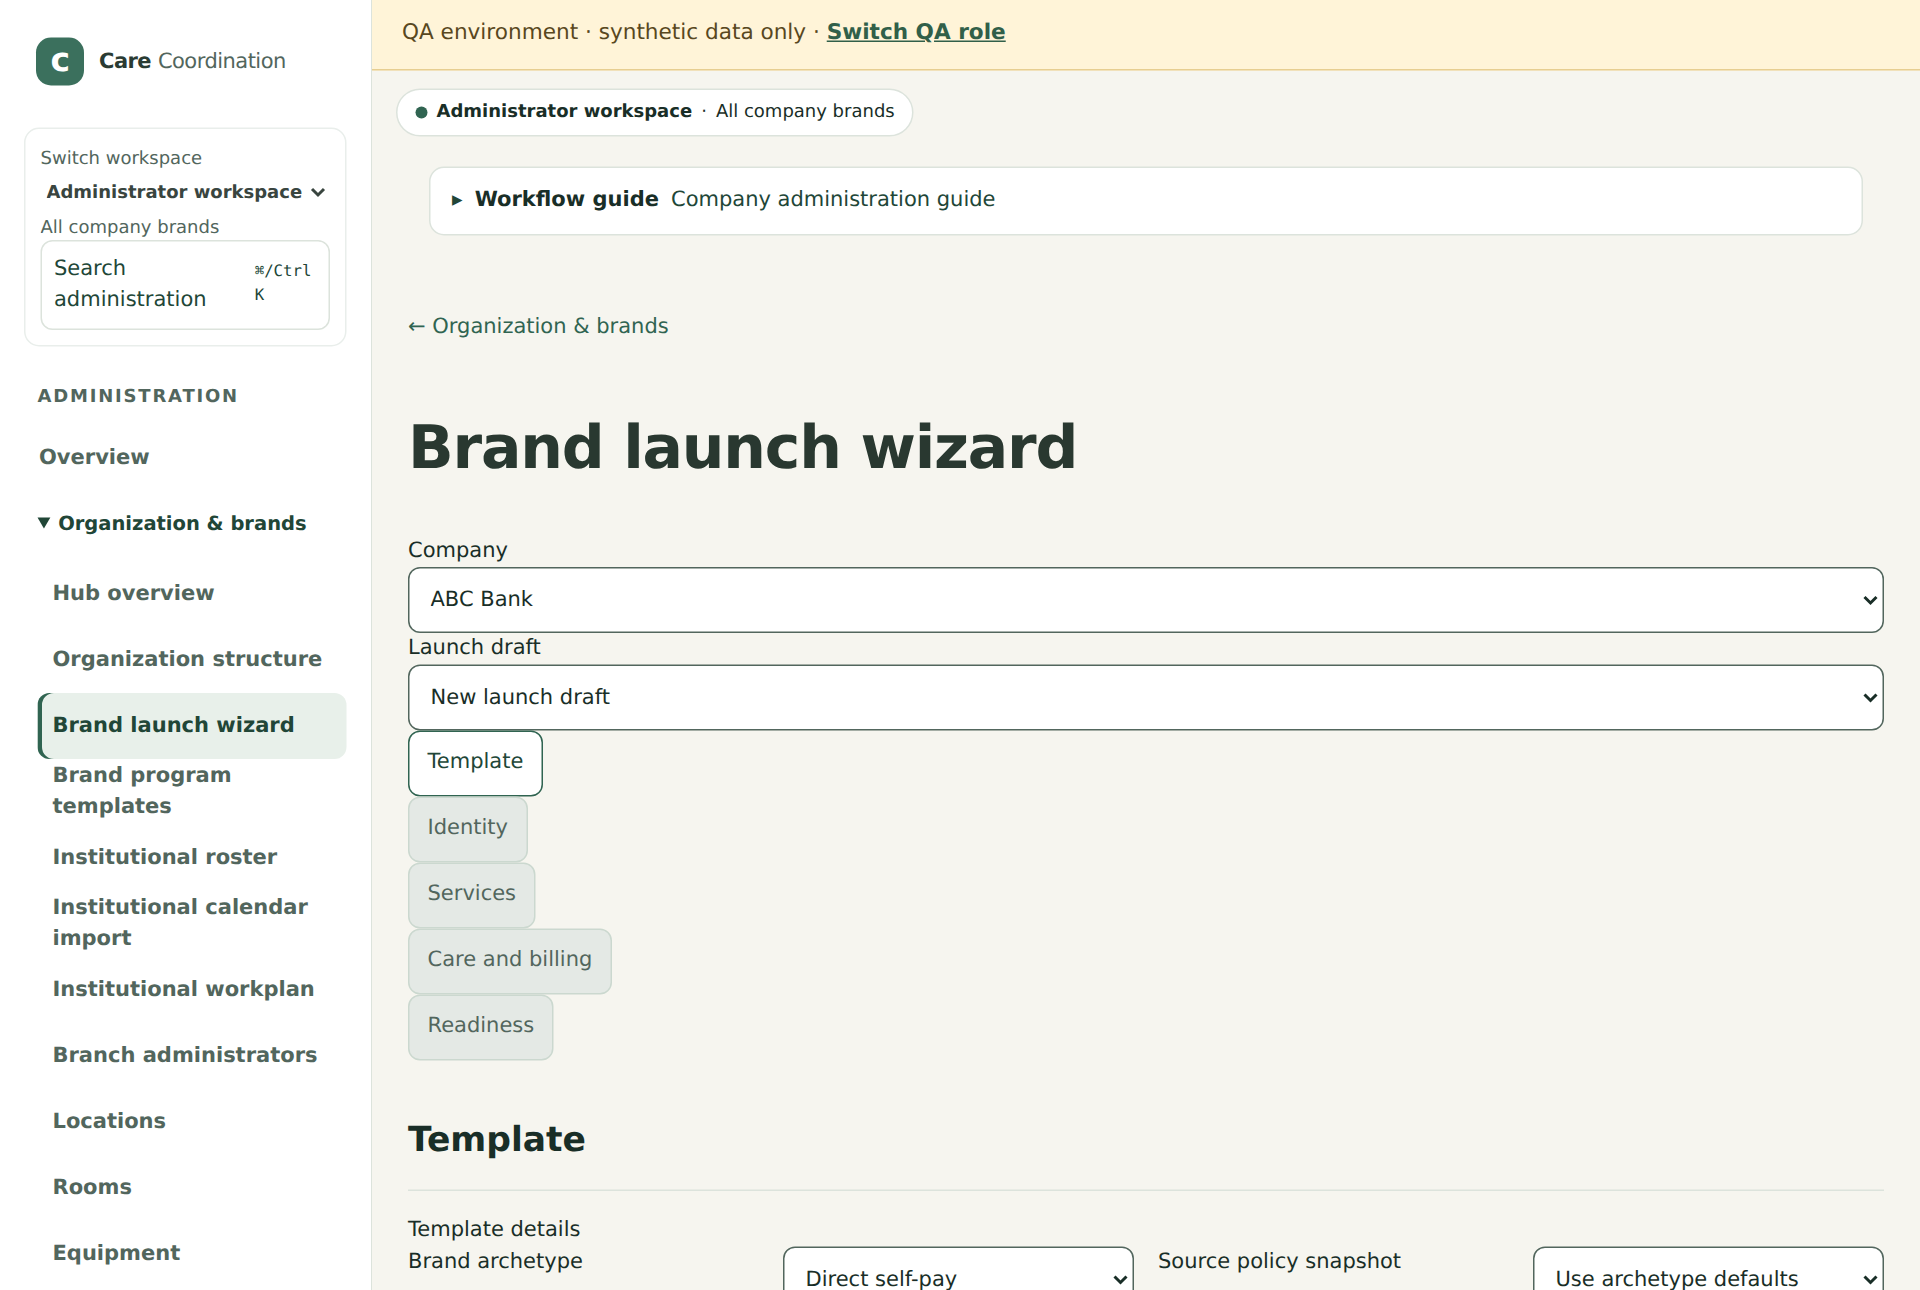 C Care Coordination
Switch workspace
Administrator workspace
All company brands
Search administration
⌘/Ctrl K
ADMINISTRATION
Overview
▼ Organization & brands
Hub overview
Organization structure
Brand launch wizard
Brand program
templates
Institutional roster
Institutional calendar
import
Institutional workplan
Branch administrators
Locations
Rooms
Equipment
QA environment · synthetic data only · Switch QA role
Administrator workspace · All company brands
▶ Workflow guide Company administration guide
← Organization & brands
Brand launch wizard
Company
ABC Bank
Launch draft
New launch draft
Template
Identity
Services
Care and billing
Readiness
Template
Template details
Brand archetype
Direct self-pay
Source policy snapshot
Use archetype defaults